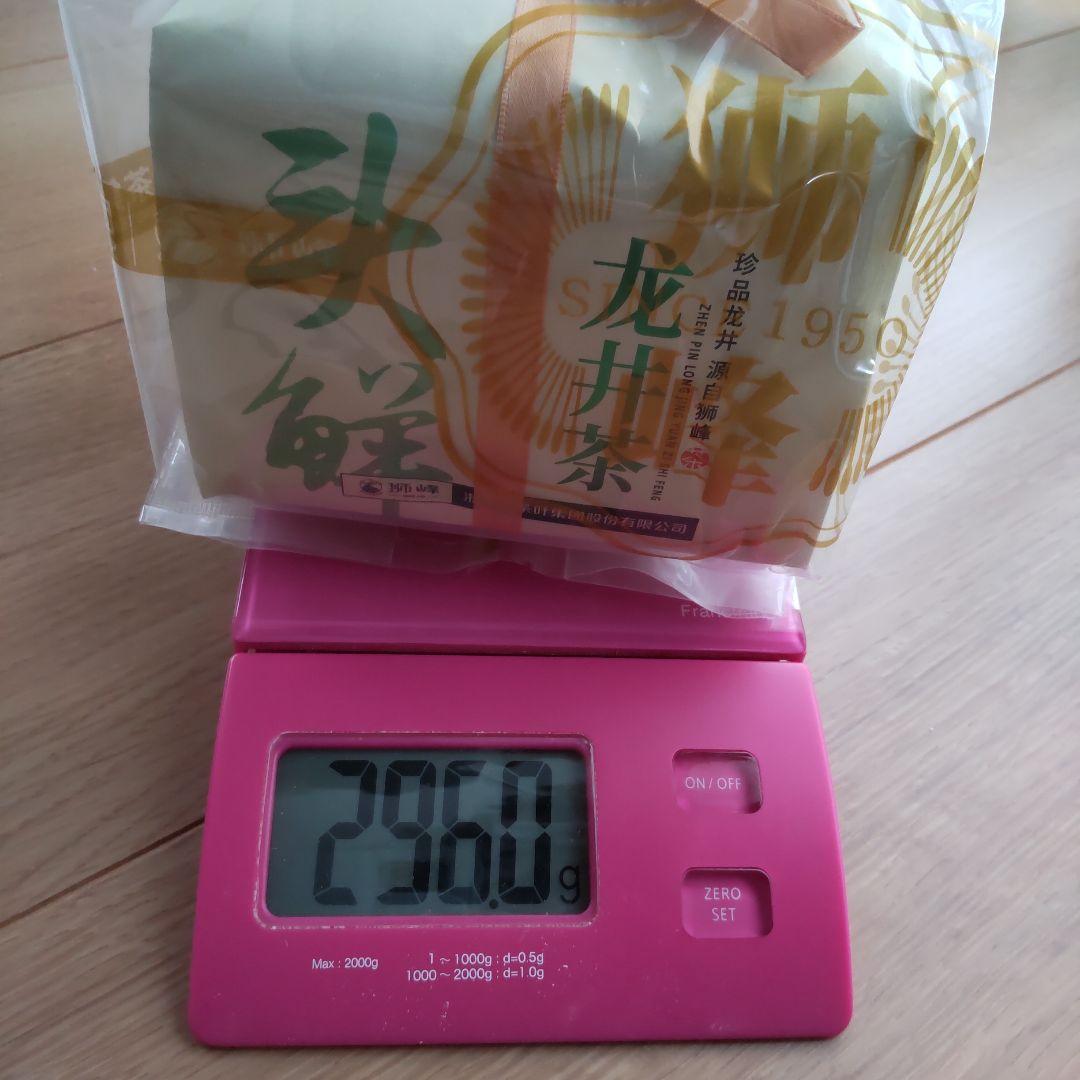 狮峰
SINCE 1950
头鲜
龙井茶
珍品龙井 源自狮峰
ZHEN PIN LONG JING YUAN ZI SHI FENG
狮峰
茶叶集团股份有限公司
296.0g
ON/OFF
ZERO
SET
Max : 2000g
1～1000g : d=0.5g
1000～2000g : d=1.0g